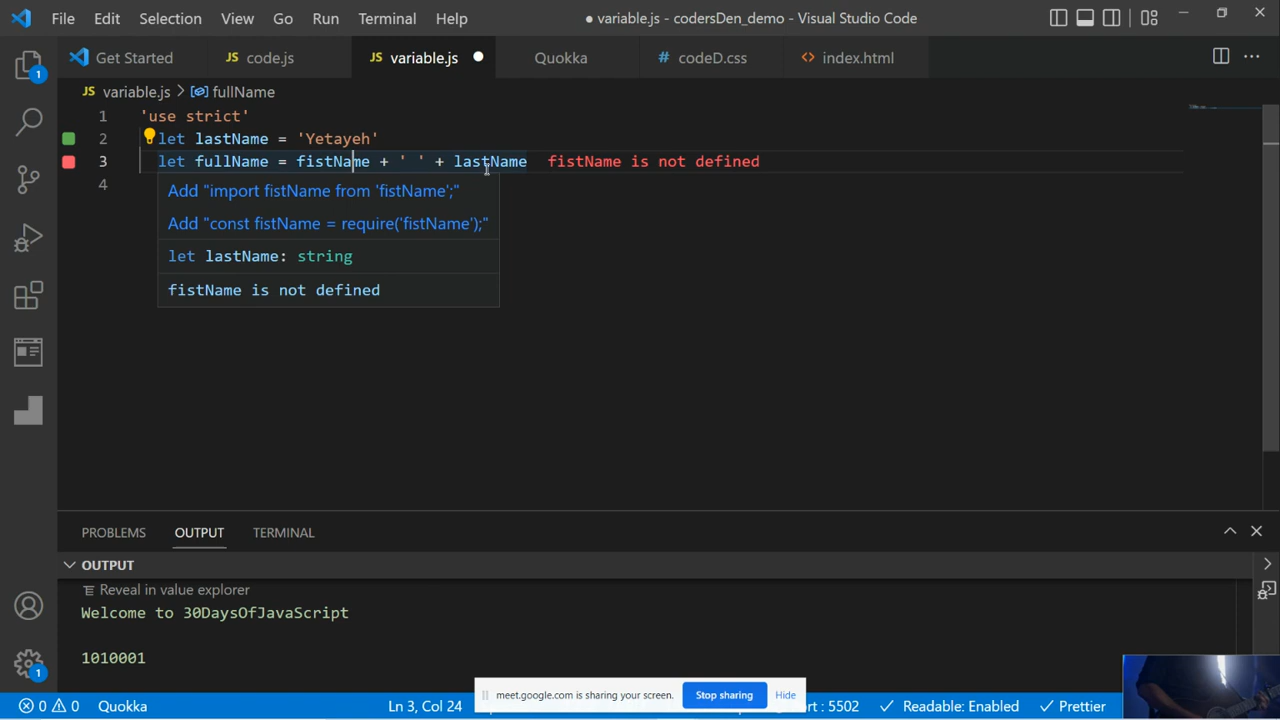 File Edit Selection View Go Run Terminal Help ● variable.js - codersDen_demo - Visual Studio Code
Get Started JS code.js JS variable.js Quokka # codeD.css <> index.html
1
JS variable.js > fullName
1 'use strict'
2 let lastName = 'Yetayeh'
3 let fullName = fistName + ' ' + lastName fistName is not defined
4
Add "import fistName from 'fistName';"
Add "const fistName = require('fistName');"
let lastName: string
fistName is not defined
PROBLEMS OUTPUT TERMINAL
OUTPUT
Reveal in value explorer
Welcome to 30DaysOfJavaScript
1010001
1
meet.google.com is sharing your screen. Stop sharing Hide
0 0 Quokka Ln 3, Col 24 : 5502 Readable: Enabled Prettier